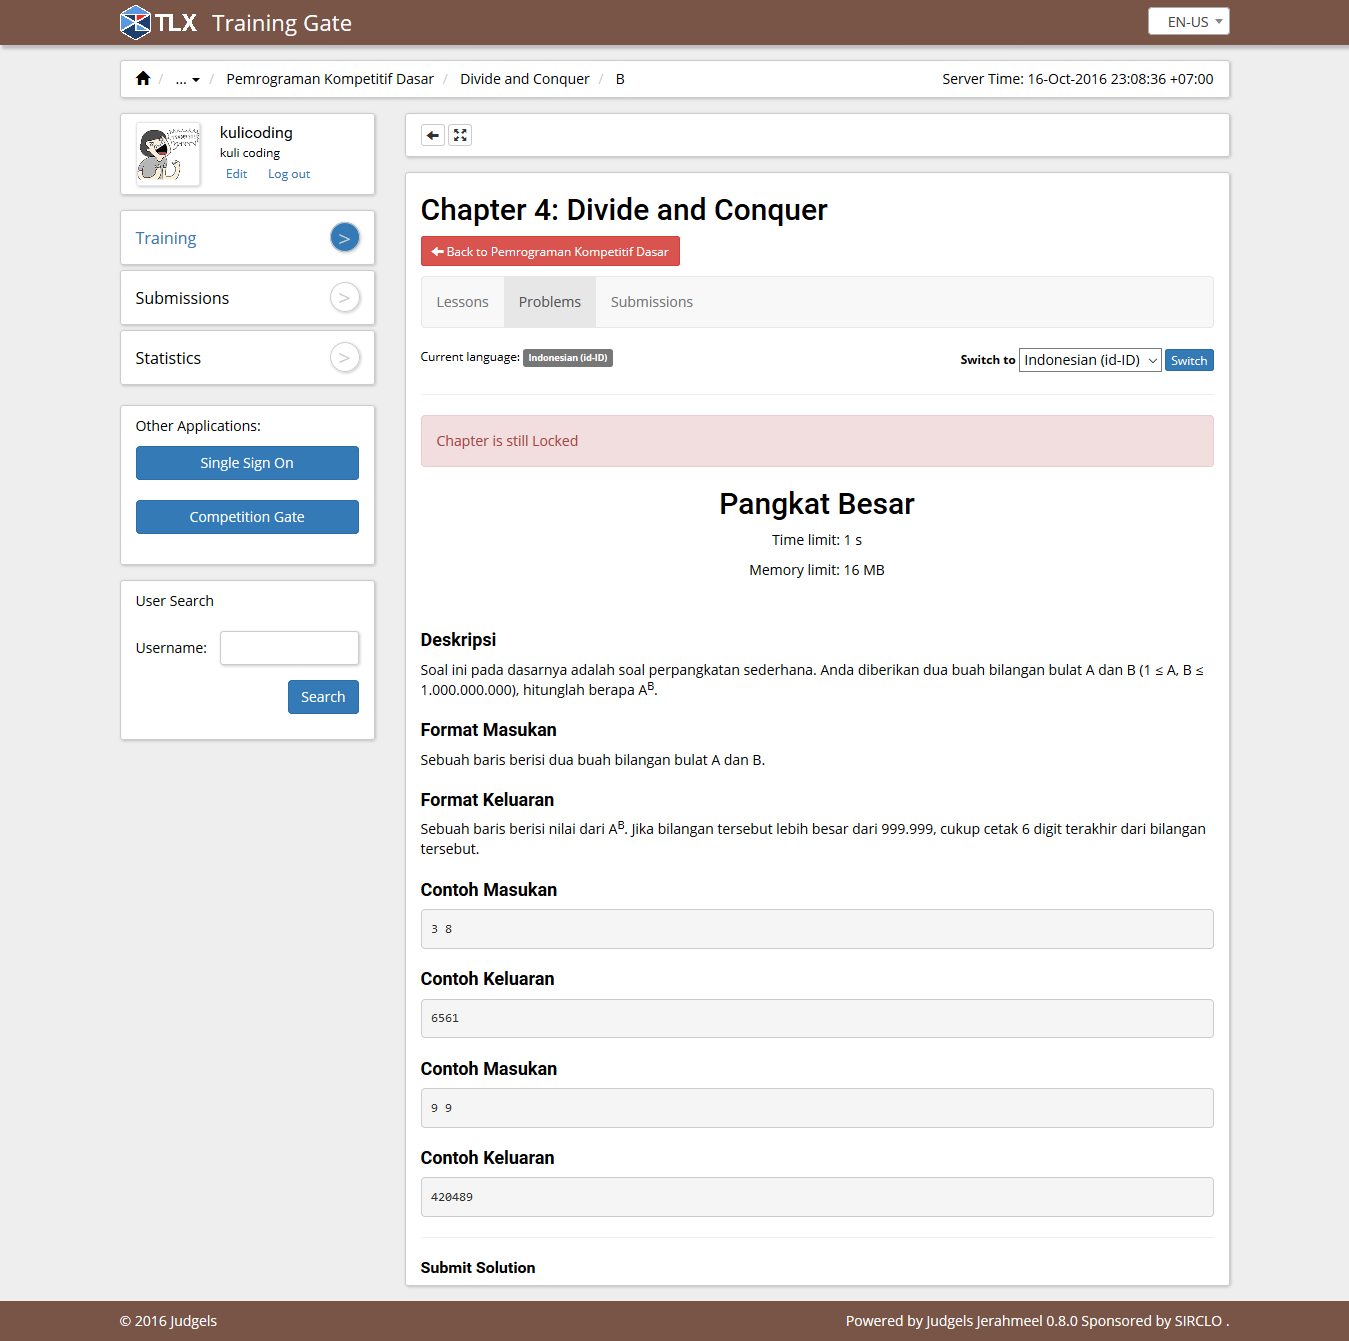 TLX Training Gate
EN-US
/ ... / Pemrograman Kompetitif Dasar / Divide and Conquer / B
Server Time: 16-Oct-2016 23:08:36 +07:00
kulicoding
kuli coding
Edit Log out
Training >
Submissions >
Statistics >
Other Applications:
Single Sign On
Competition Gate
User Search
Username:
Search
Chapter 4: Divide and Conquer
Back to Pemrograman Kompetitif Dasar
Lessons Problems Submissions
Current language: Indonesian (id-ID)
Switch to Indonesian (id-ID) Switch
Chapter is still Locked
Pangkat Besar
Time limit: 1 s
Memory limit: 16 MB
Deskripsi
Soal ini pada dasarnya adalah soal perpangkatan sederhana. Anda diberikan dua buah bilangan bulat A dan B (1 ≤ A, B ≤
1.000.000.000), hitunglah berapa A^B.
Format Masukan
Sebuah baris berisi dua buah bilangan bulat A dan B.
Format Keluaran
Sebuah baris berisi nilai dari A^B. Jika bilangan tersebut lebih besar dari 999.999, cukup cetak 6 digit terakhir dari bilangan
tersebut.
Contoh Masukan
3 8
Contoh Keluaran
6561
Contoh Masukan
9 9
Contoh Keluaran
420489
Submit Solution
© 2016 Judgels
Powered by Judgels Jerahmeel 0.8.0 Sponsored by SIRCLO .